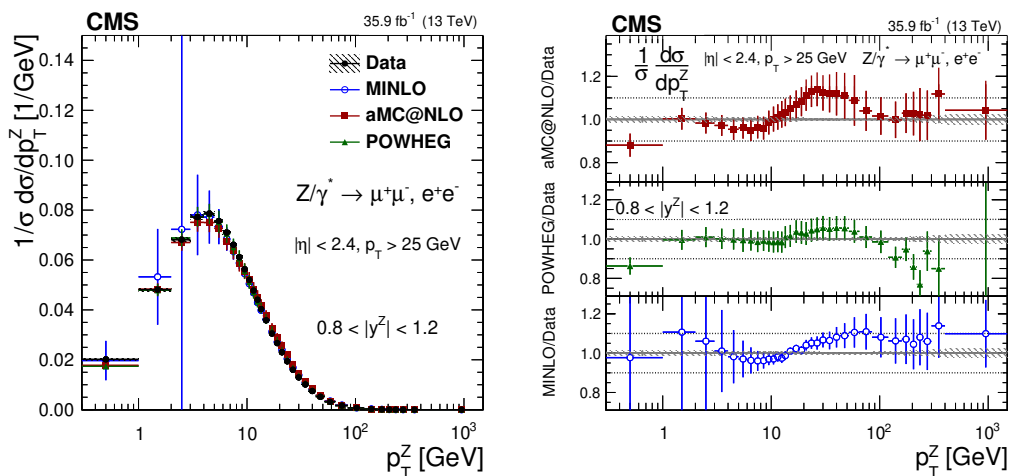 CMS 35.9 fb⁻¹ (13 TeV)
1/σ dσ/dp_T^Z [1/GeV]
0.14
0.12
0.10
0.08
0.06
0.04
0.02
0.00
Data
MINLO
aMC@NLO
POWHEG
Z/γ* → μ⁺μ⁻, e⁺e⁻
|η| < 2.4, p_T > 25 GeV
0.8 < |y^Z| < 1.2
1 10 10² 10³
p_T^Z [GeV]
CMS 35.9 fb⁻¹ (13 TeV)
aMC@NLO/Data
1/σ dσ/dp_T^Z |η| < 2.4, p_T > 25 GeV Z/γ* → μ⁺μ⁻, e⁺e⁻
1.2
1.0
0.8
POWHEG/Data
0.8 < |y^Z| < 1.2
1.2
1.0
0.8
MINLO/Data
1.2
1.0
0.8
1 10 10² 10³
p_T^Z [GeV]